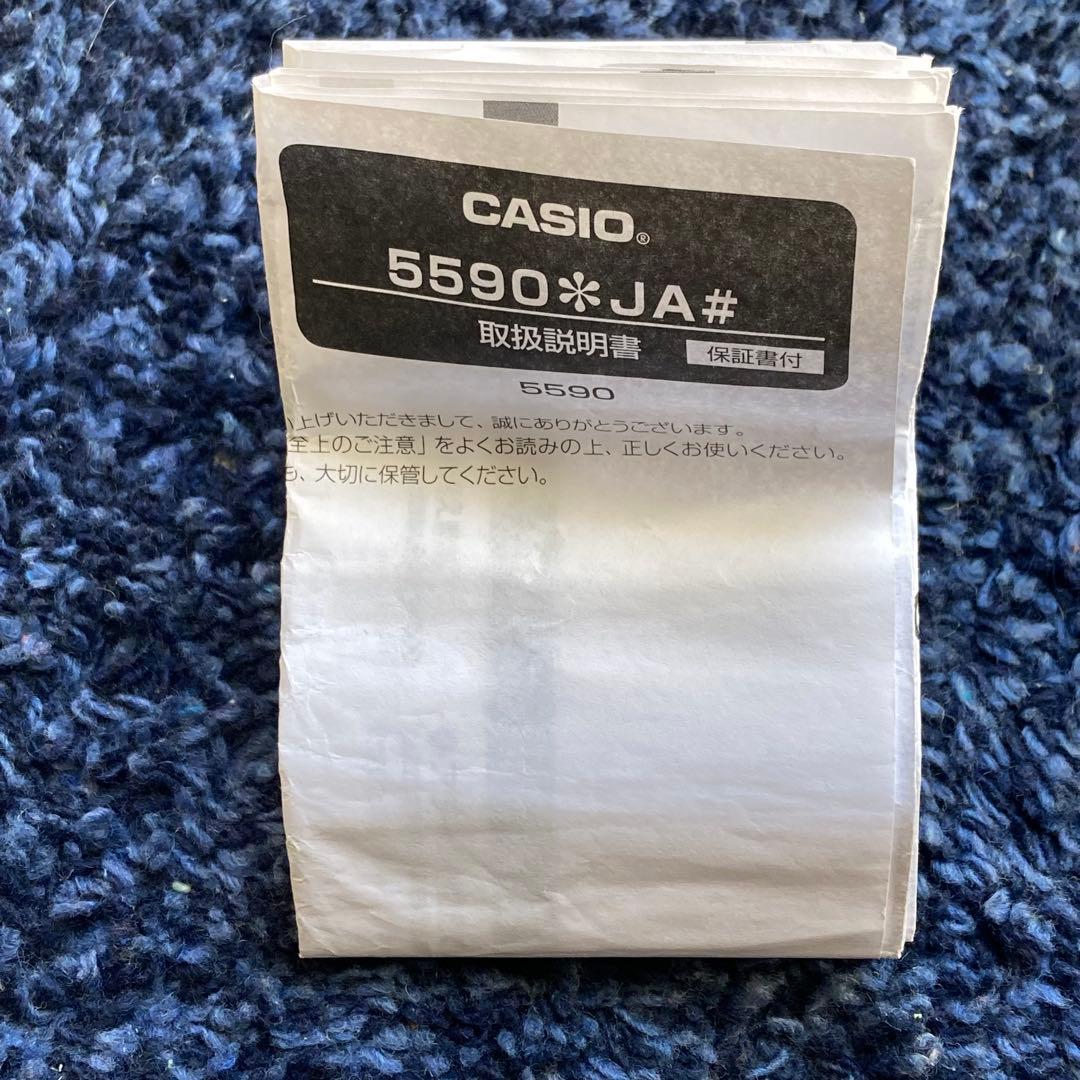 CASIO®
5590＊JA#
取扱説明書 保証書付
5590
上げいただきまして、誠にありがとうございます。
全上のご注意」をよくお読みの上、正しくお使いください。
、大切に保管してください。